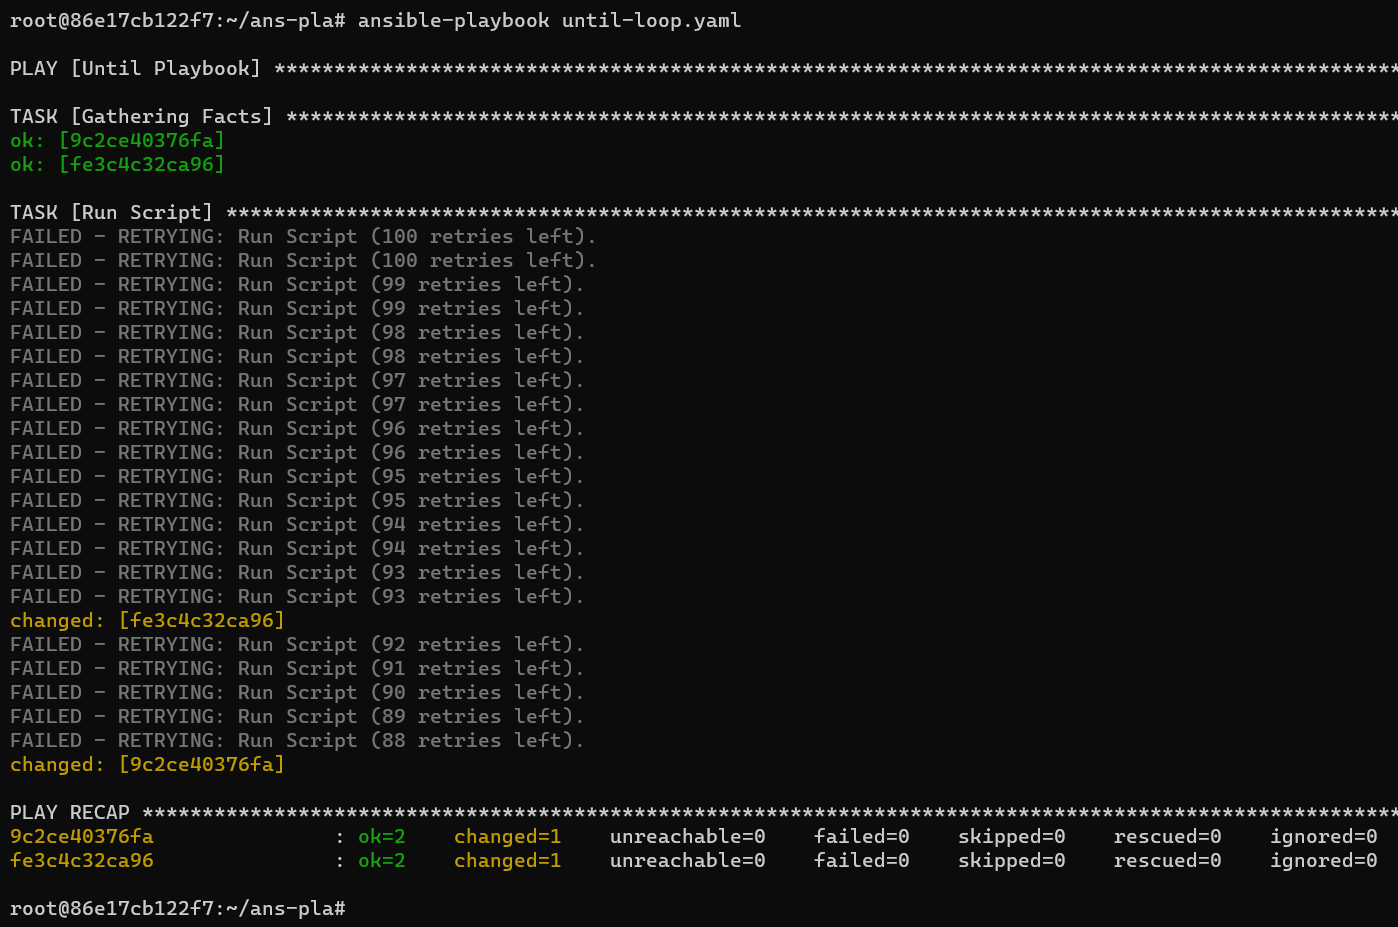 root@86e17cb122f7:~/ans-pla# ansible-playbook until-loop.yaml
PLAY [Until Playbook] **********************************************************************************************
TASK [Gathering Facts] *********************************************************************************************
ok: [9c2ce40376fa]
ok: [fe3c4c32ca96]
TASK [Run Script] **************************************************************************************************
FAILED - RETRYING: Run Script (100 retries left).
FAILED - RETRYING: Run Script (100 retries left).
FAILED - RETRYING: Run Script (99 retries left).
FAILED - RETRYING: Run Script (99 retries left).
FAILED - RETRYING: Run Script (98 retries left).
FAILED - RETRYING: Run Script (98 retries left).
FAILED - RETRYING: Run Script (97 retries left).
FAILED - RETRYING: Run Script (97 retries left).
FAILED - RETRYING: Run Script (96 retries left).
FAILED - RETRYING: Run Script (96 retries left).
FAILED - RETRYING: Run Script (95 retries left).
FAILED - RETRYING: Run Script (95 retries left).
FAILED - RETRYING: Run Script (94 retries left).
FAILED - RETRYING: Run Script (94 retries left).
FAILED - RETRYING: Run Script (93 retries left).
FAILED - RETRYING: Run Script (93 retries left).
changed: [fe3c4c32ca96]
FAILED - RETRYING: Run Script (92 retries left).
FAILED - RETRYING: Run Script (91 retries left).
FAILED - RETRYING: Run Script (90 retries left).
FAILED - RETRYING: Run Script (89 retries left).
FAILED - RETRYING: Run Script (88 retries left).
changed: [9c2ce40376fa]
PLAY RECAP *********************************************************************************************************
9c2ce40376fa               : ok=2    changed=1    unreachable=0    failed=0    skipped=0    rescued=0    ignored=0
fe3c4c32ca96               : ok=2    changed=1    unreachable=0    failed=0    skipped=0    rescued=0    ignored=0
root@86e17cb122f7:~/ans-pla#